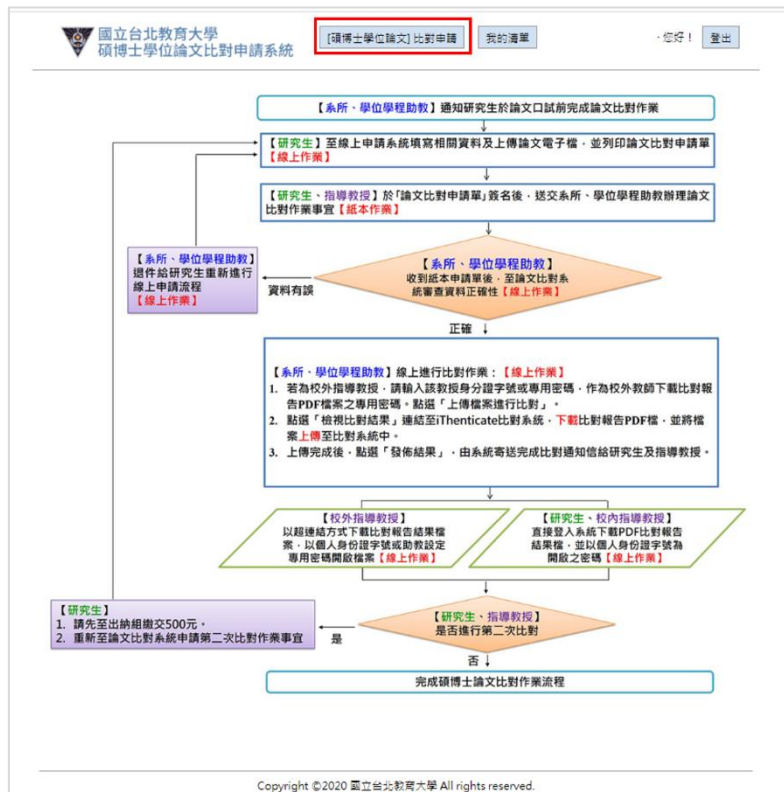 國立台北教育大學
碩博士學位論文比對申請系統
[碩博士學位論文] 比對申請
我的清單
, 您好！
登出
【系所、學位學程助教】通知研究生於論文口試前完成論文比對作業
【研究生】至線上申請系統填寫相關資料及上傳論文電子檔，並列印論文比對申請單
【線上作業】
【研究生、指導教授】於「論文比對申請單」簽名後，送交系所、學位學程助教辦理論文
比對作業事宜【紙本作業】
【系所、學位學程助教】
退件給研究生重新進行
線上申請流程
【線上作業】
資料有誤
【系所、學位學程助教】
收到紙本申請單後，至論文比對系
統審查資料正確性【線上作業】
正確
【系所、學位學程助教】線上進行比對作業：【線上作業】
1. 若為校外指導教授，請輸入該教授身分證字號或專用密碼，作為校外教師下載比對報
告PDF檔案之專用密碼。點選「上傳檔案進行比對」。
2. 點選「檢視比對結果」連結至iThenticate比對系統，下載比對報告PDF檔，並將檔
案上傳至比對系統中。
3. 上傳完成後，點選「發佈結果」，由系統寄送完成比對通知信給研究生及指導教授。
【校外指導教授】
以超連結方式下載比對報告結果檔
案，以個人身份證字號或助教設定
專用密碼開啟檔案【線上作業】
【研究生、校內指導教授】
直接登入系統下載PDF比對報告
結果檔，並以個人身份證字號為
開啟之密碼【線上作業】
【研究生】
1. 請先至出納組繳交500元。
2. 重新至論文比對系統申請第二次比對作業事宜
是
【研究生、指導教授】
是否進行第二次比對
否
完成碩博士論文比對作業流程
Copyright ©2020 國立台北教育大學 All rights reserved.